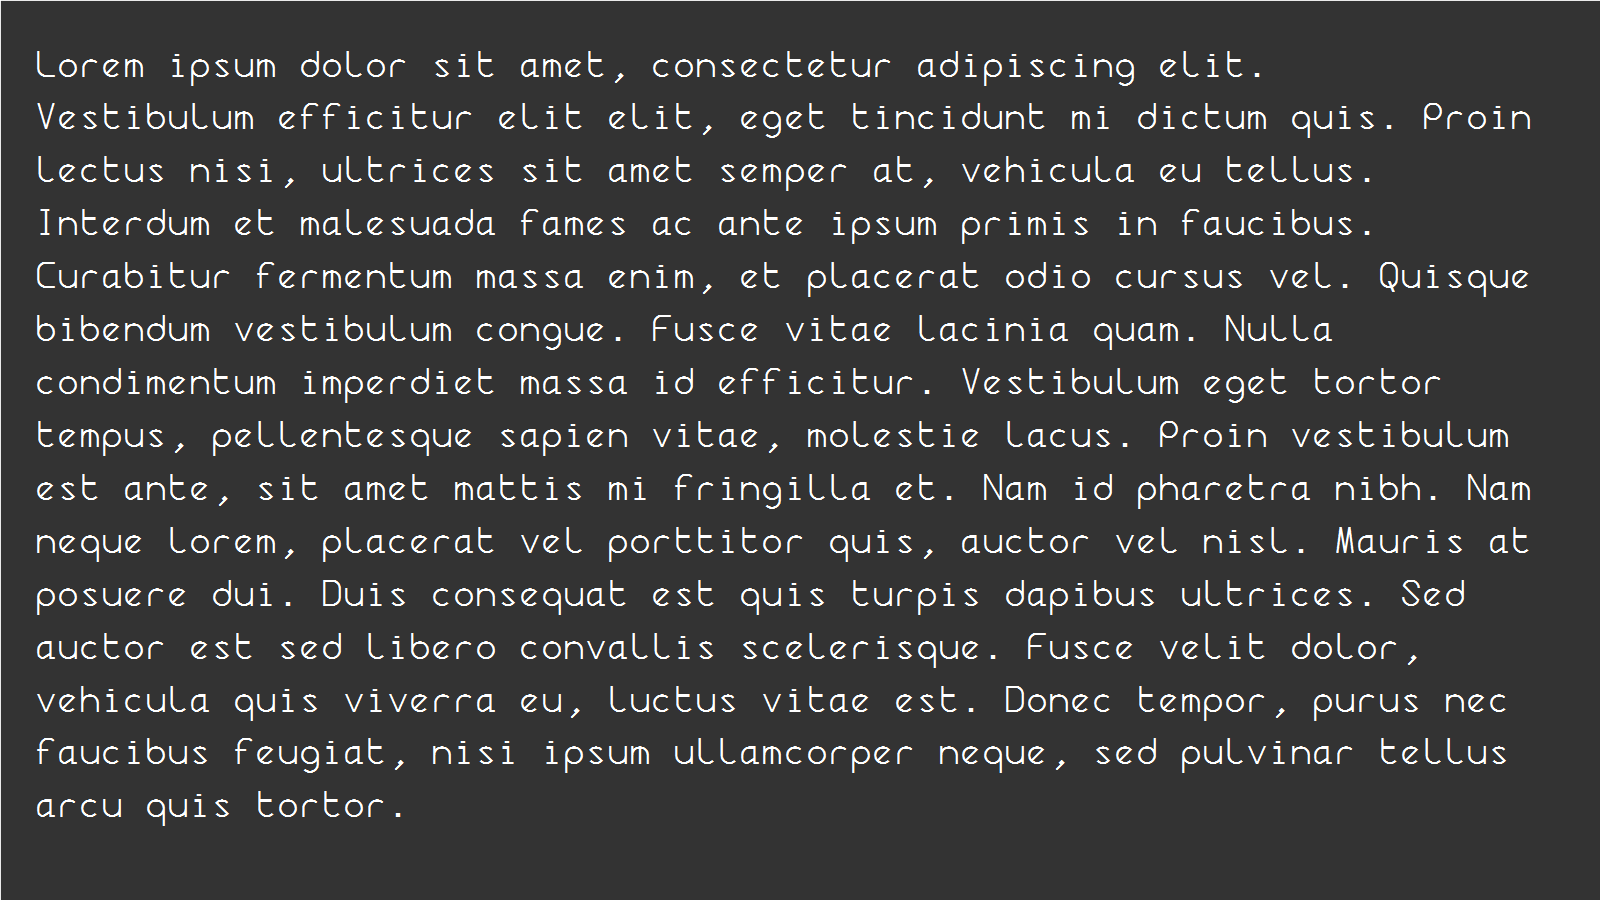 Lorem ipsum dolor sit amet, consectetur adipiscing elit.
Vestibulum efficitur elit elit, eget tincidunt mi dictum quis. Proin
lectus nisi, ultrices sit amet semper at, vehicula eu tellus.
Interdum et malesuada fames ac ante ipsum primis in faucibus.
Curabitur fermentum massa enim, et placerat odio cursus vel. Quisque
bibendum vestibulum congue. Fusce vitae lacinia quam. Nulla
condimentum imperdiet massa id efficitur. Vestibulum eget tortor
tempus, pellentesque sapien vitae, molestie lacus. Proin vestibulum
est ante, sit amet mattis mi fringilla et. Nam id pharetra nibh. Nam
neque lorem, placerat vel porttitor quis, auctor vel nisl. Mauris at
posuere dui. Duis consequat est quis turpis dapibus ultrices. Sed
auctor est sed libero convallis scelerisque. Fusce velit dolor,
vehicula quis viverra eu, luctus vitae est. Donec tempor, purus nec
faucibus feugiat, nisi ipsum ullamcorper neque, sed pulvinar tellus
arcu quis tortor.